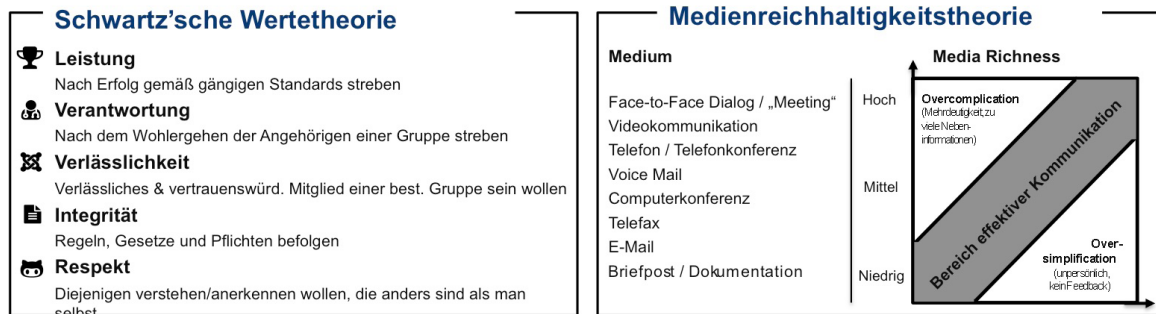 Schwartz’sche Wertetheorie
Leistung
Nach Erfolg gemäß gängigen Standards streben
Verantwortung
Nach dem Wohlergehen der Angehörigen einer Gruppe streben
Verlässlichkeit
Verlässliches & vertrauenswürd. Mitglied einer best. Gruppe sein wollen
Integrität
Regeln, Gesetze und Pflichten befolgen
Respekt
Diejenigen verstehen/anerkennen wollen, die anders sind als man
selbst
Medienreichhaltigkeitstheorie
Medium
Face-to-Face Dialog / „Meeting“
Videokommunikation
Telefon / Telefonkonferenz
Voice Mail
Computerkonferenz
Telefax
E-Mail
Briefpost / Dokumentation
Media Richness
Hoch
Mittel
Niedrig
Overcomplication
(Mehrdeutigkeit, zu
viele Neben-
informationen)
Bereich effektiver Kommunikation
Over-
simplification
(unpersönlich,
kein Feedback)